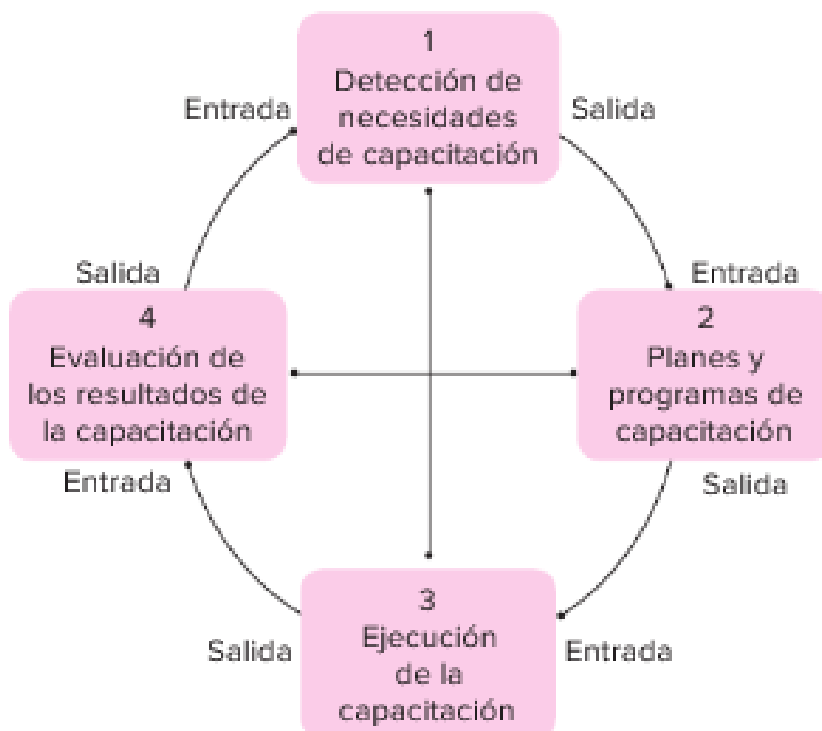 1
Detección de
necesidades
de capacitación
Entrada
Salida
Salida
Entrada
4
Evaluación de
los resultados de
la capacitación
2
Planes y
programas de
capacitación
Entrada
Salida
3
Ejecución
de la
capacitación
Salida
Entrada